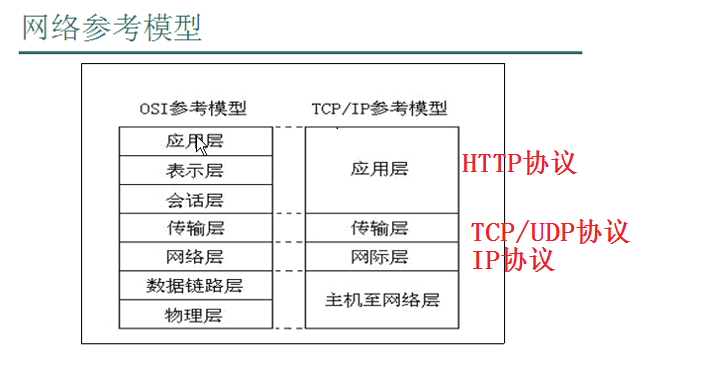 网络参考模型
OSI参考模型 TCP/IP参考模型
应用层
表示层
会话层
传输层
网络层
数据链路层
物理层
应用层
传输层
网际层
主机至网络层
HTTP协议
TCP/UDP协议
IP协议